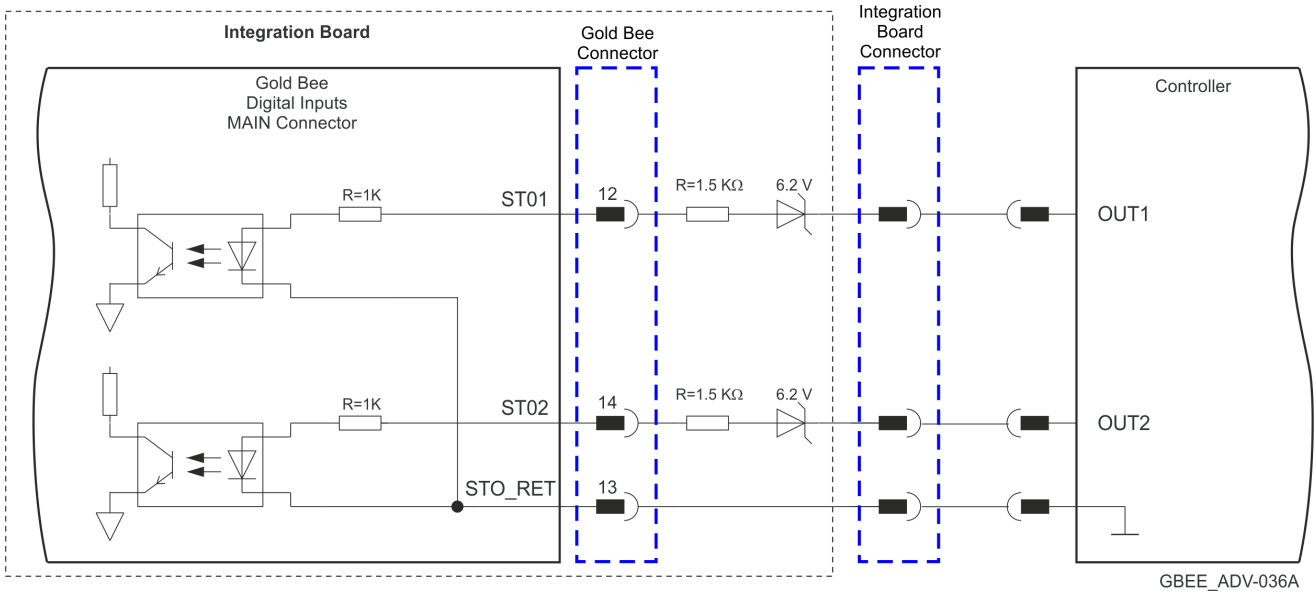 Integration Board
Gold Bee
Connector
Integration
Board
Connector
Gold Bee
Digital Inputs
MAIN Connector
Controller
R=1K
ST01
12
R=1.5 KΩ
6.2 V
OUT1
R=1K
ST02
14
R=1.5 KΩ
6.2 V
OUT2
STO_RET
13
GBEE_ADV-036A